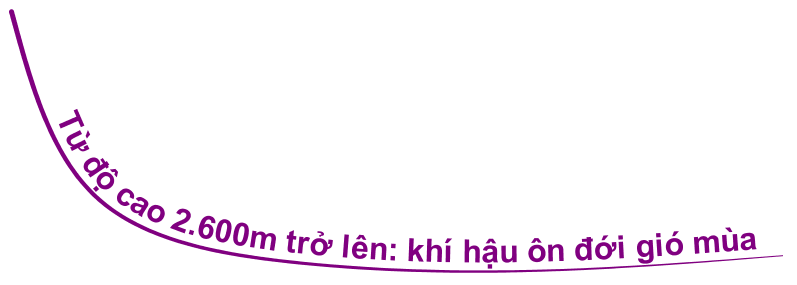 Từ độ cao 2.600m trở lên: khí hậu ôn đới gió mùa